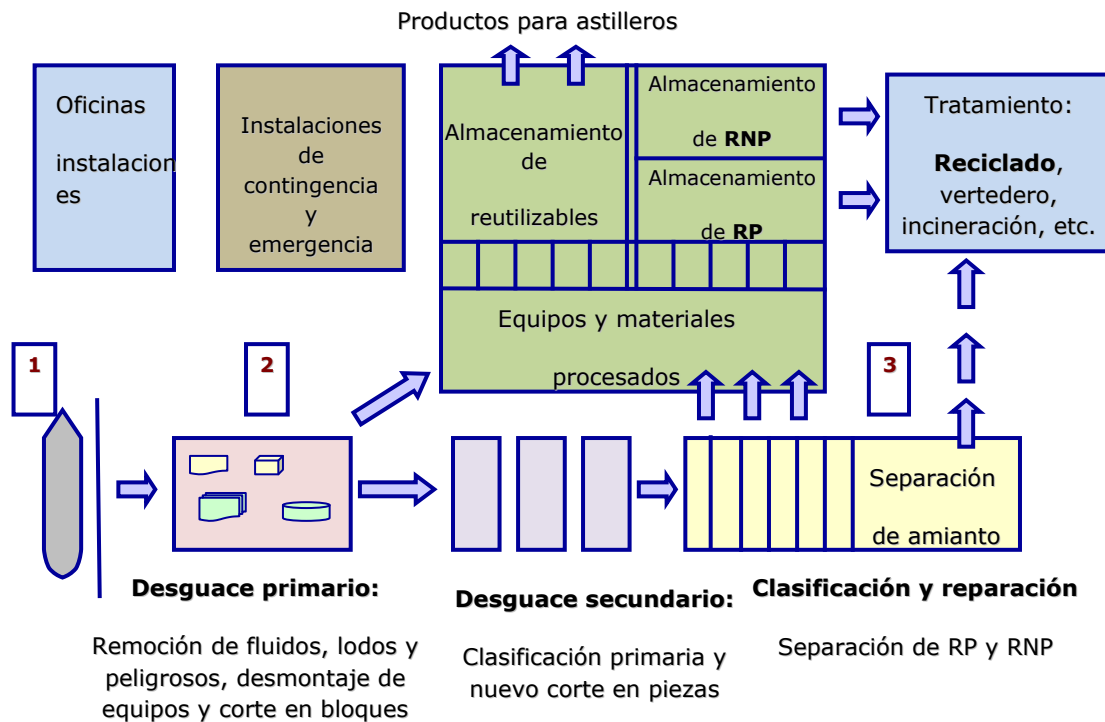 Productos para astilleros
Oficinas
instalacion
es
Instalaciones
de
contingencia
y
emergencia
Almacenamiento
de
reutilizables
Almacenamiento
de RNP
Almacenamiento
de RP
Tratamiento:
Reciclado,
vertedero,
incineración, etc.
Equipos y materiales
procesados
1
2
3
Separación
de amianto
Desguace primario:
Remoción de fluidos, lodos y
peligrosos, desmontaje de
equipos y corte en bloques
Desguace secundario:
Clasificación primaria y
nuevo corte en piezas
Clasificación y reparación
Separación de RP y RNP